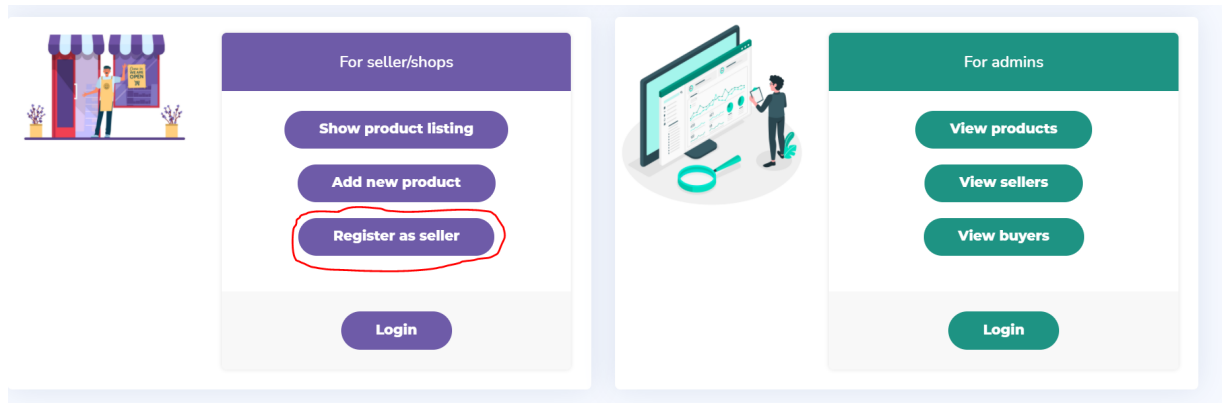 For seller/shops
Show product listing
Add new product
Register as seller
Login
For admins
View products
View sellers
View buyers
Login